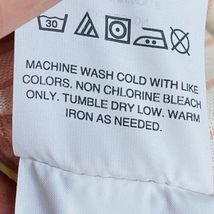 30
MACHINE WASH COLD WITH LIKE
COLORS. NON CHLORINE BLEACH
ONLY. TUMBLE DRY LOW. WARM
IRON AS NEEDED.